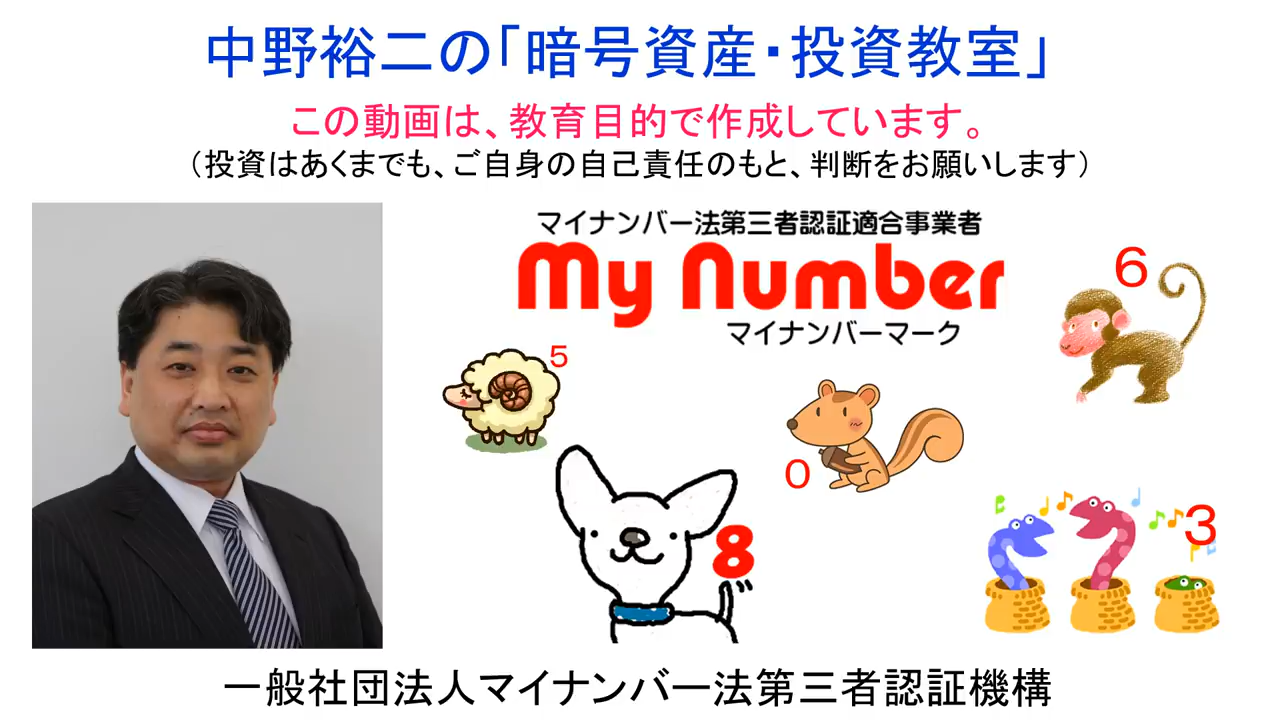 中野裕二の「暗号資産・投資教室」
この動画は、教育目的で作成しています。
（投資はあくまでも、ご自身の自己責任のもと、判断をお願いします）
マイナンバー法第三者認証適合事業者
My Number
マイナンバーマーク
6
5
0
8
3
一般社団法人マイナンバー法第三者認証機構